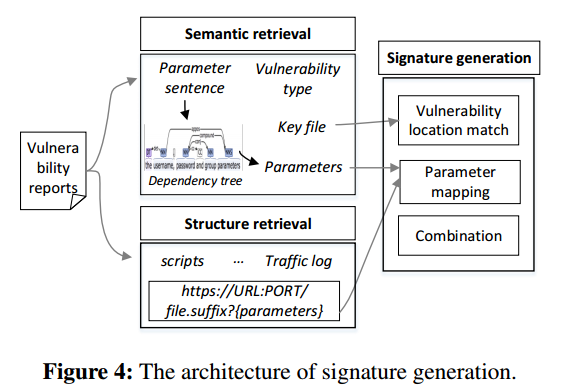 Semantic retrieval
Parameter
sentence
Vulnerability
type
Key file
the username, password and group parameters
Dependency tree
Parameters
Vulnera
bility
reports
Structure retrieval
scripts ... Traffic log
https://URL:PORT/
file.suffix?{parameters}
Signature generation
Vulnerability
location match
Parameter
mapping
Combination
Figure 4: The architecture of signature generation.